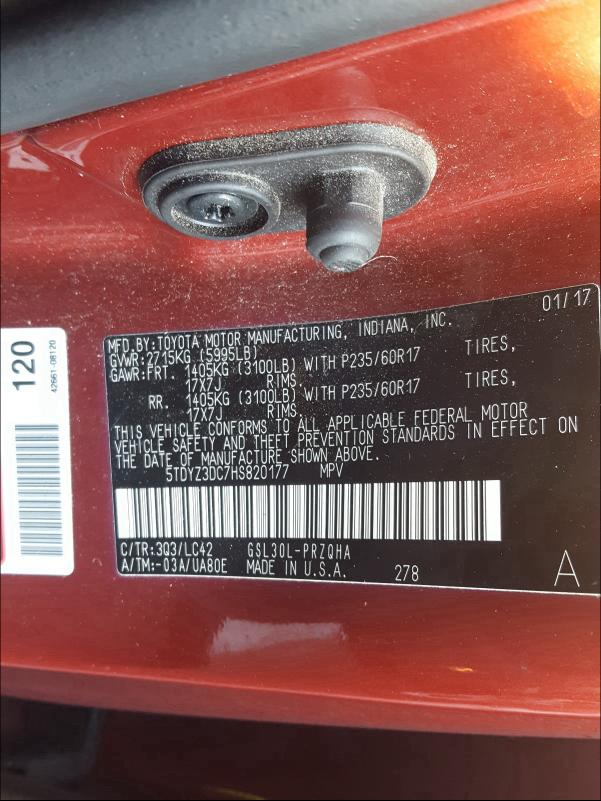 01/17
MFD.BY:TOYOTA MOTOR MANUFACTURING, INDIANA, INC.
GVWR:2715KG (5995LB)
GAWR:FRT. 1405KG (3100LB) WITH P235/60R17 TIRES,
17X7J RIMS.
RR. 1405KG (3100LB) WITH P235/60R17 TIRES,
17X7J RIMS.
THIS VEHICLE CONFORMS TO ALL APPLICABLE FEDERAL MOTOR
VEHICLE SAFETY AND THEFT PREVENTION STANDARDS IN EFFECT ON
THE DATE OF MANUFACTURE SHOWN ABOVE.
5TDYZ3DC7HS820177 MPV
C/TR:3Q3/LC42 GSL30L-PRZQHA
A/TM:-03A/UA80E MADE IN U.S.A. 278 A
120
42661-08120